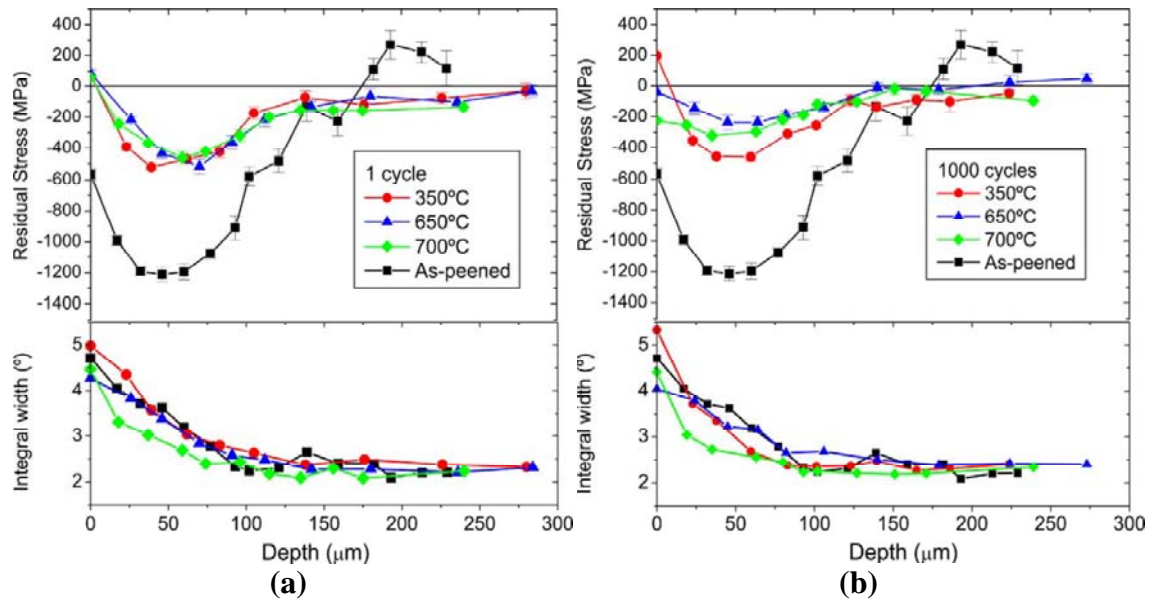 400
200
0
-200
-400
-600
-800
-1000
-1200
-1400
Residual Stress (MPa)
1 cycle
350ºC
650ºC
700ºC
As-peened
5
4
3
2
Integral width (º)
0 50 100 150 200 250 300
Depth (μm)
(a)
400
200
0
-200
-400
-600
-800
-1000
-1200
-1400
Residual Stress (MPa)
1000 cycles
350ºC
650ºC
700ºC
As-peened
5
4
3
2
Integral width (º)
0 50 100 150 200 250 300
Depth (μm)
(b)